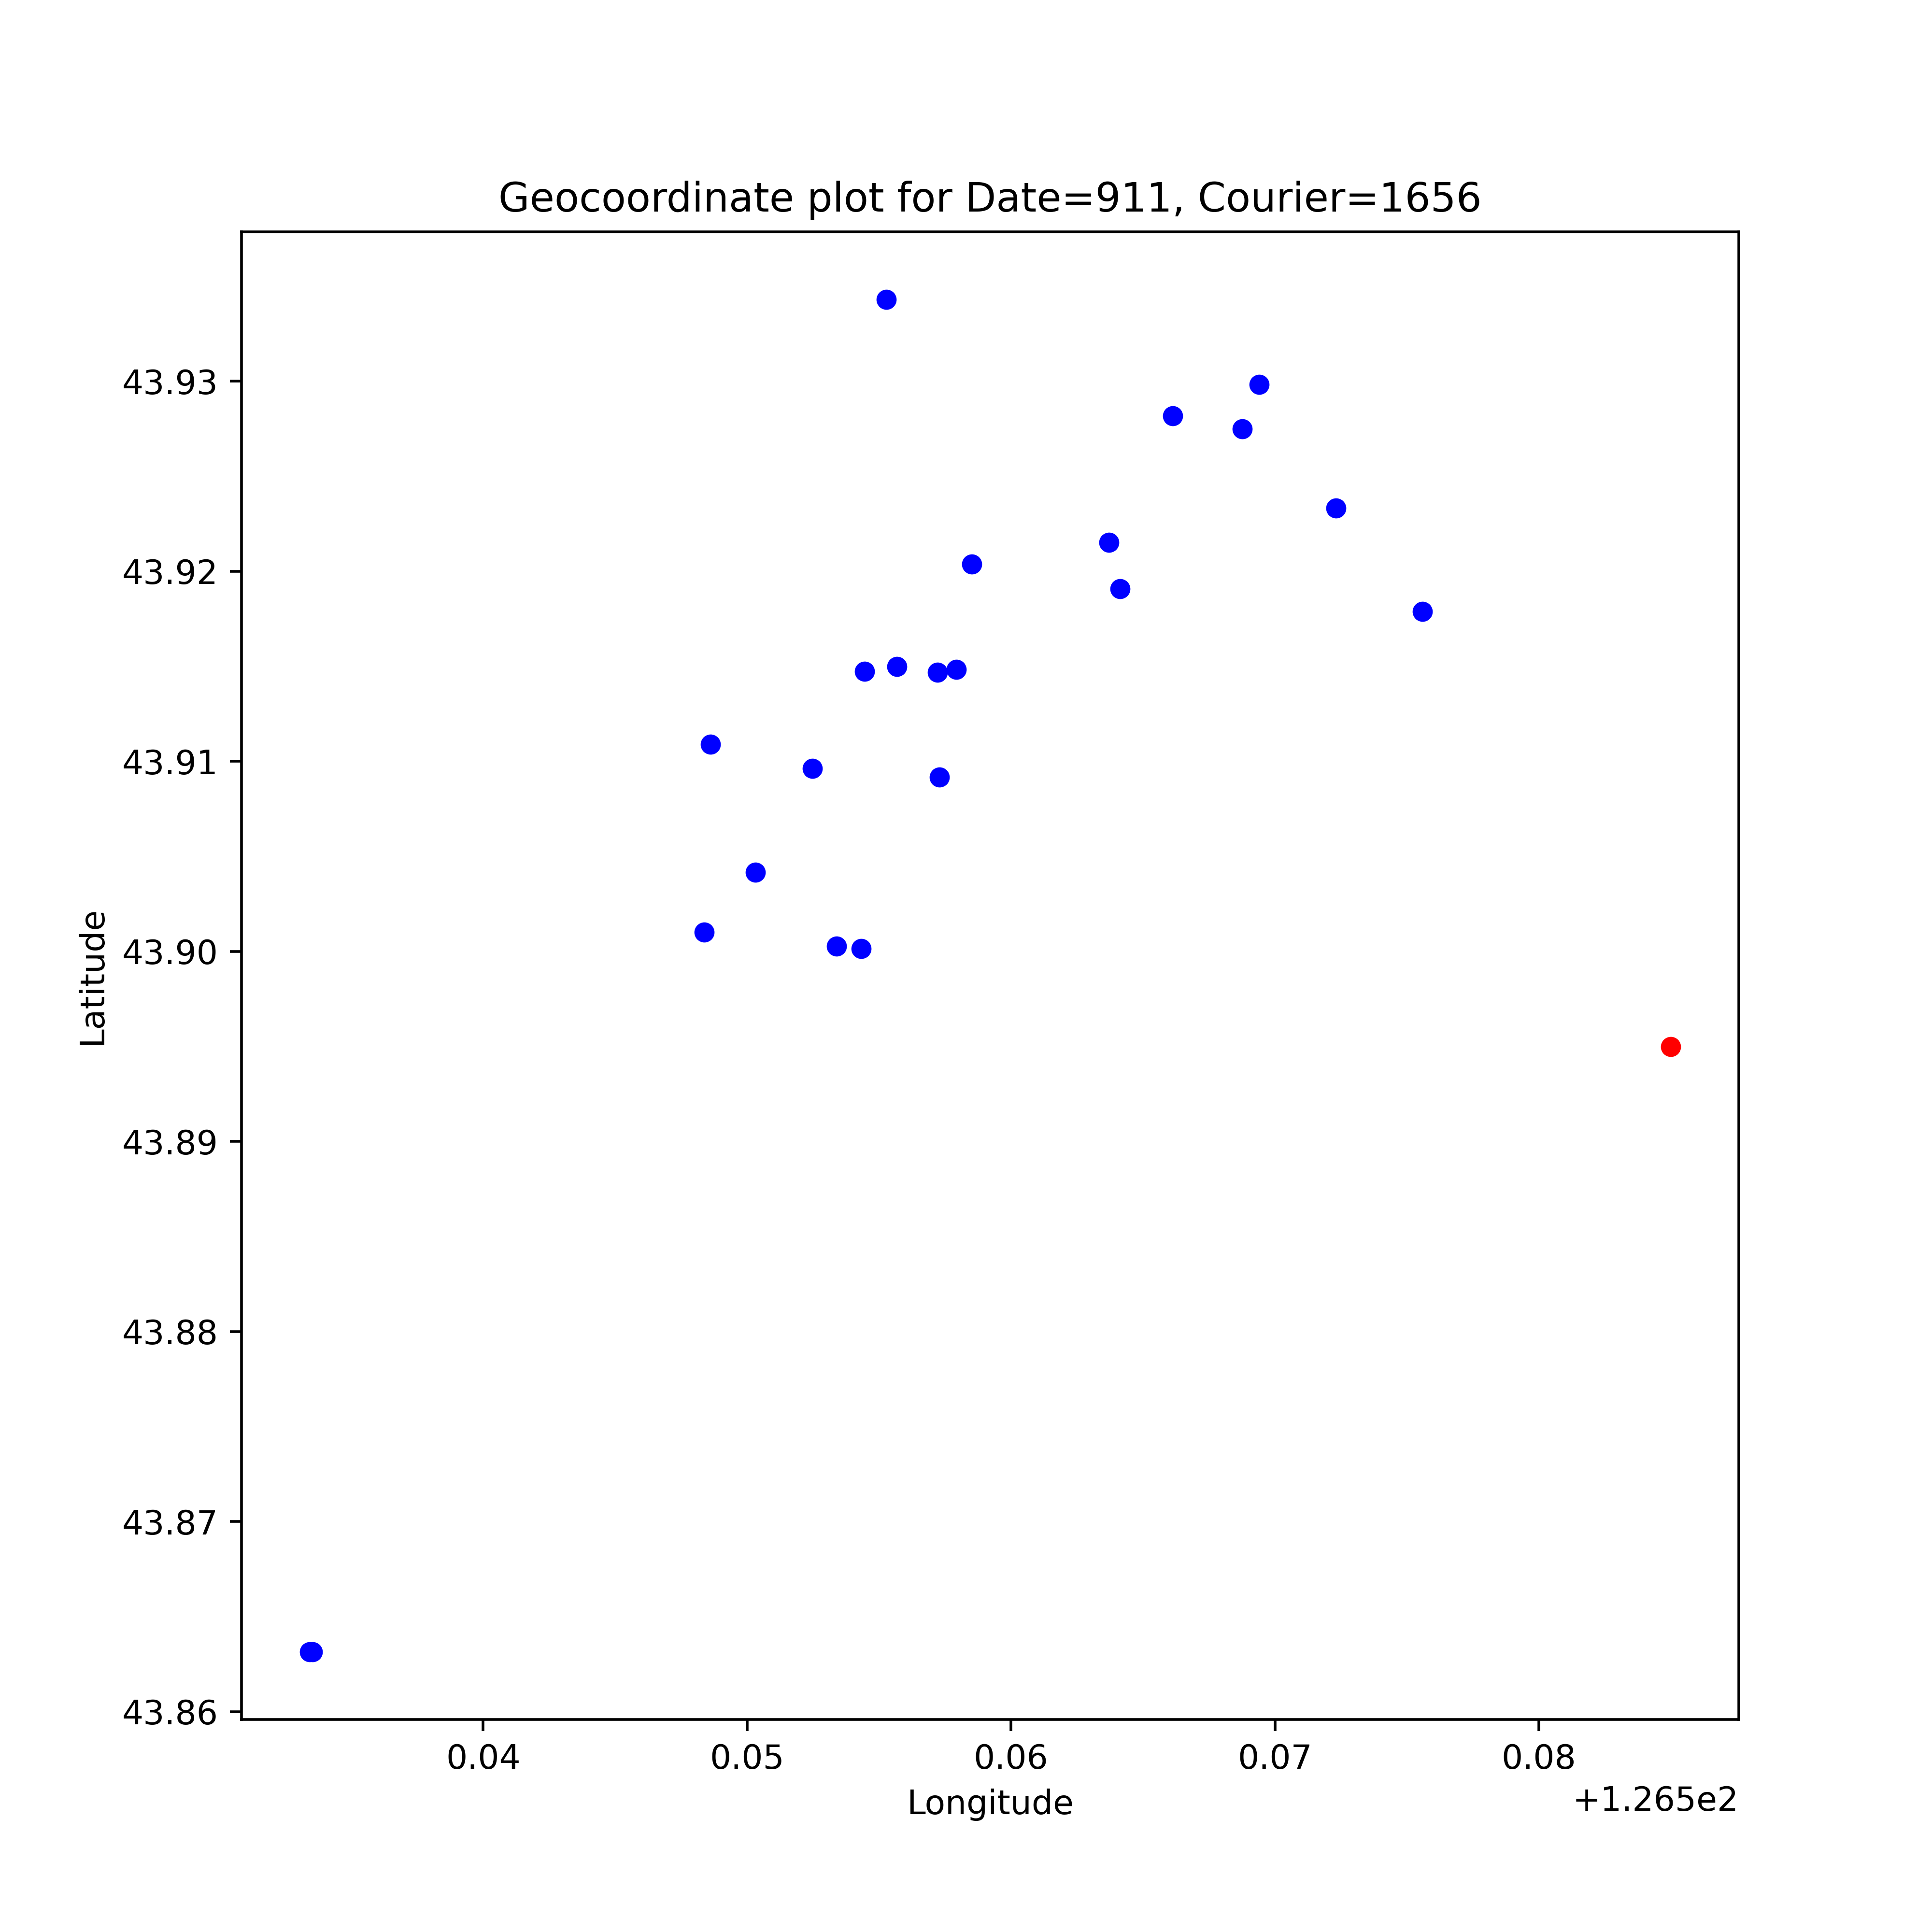 Geocoordinate plot for Date=911, Courier=1656
43.93
43.92
43.91
43.90
43.89
43.88
43.87
43.86
Latitude
0.04 0.05 0.06 0.07 0.08
Longitude
+1.265e2